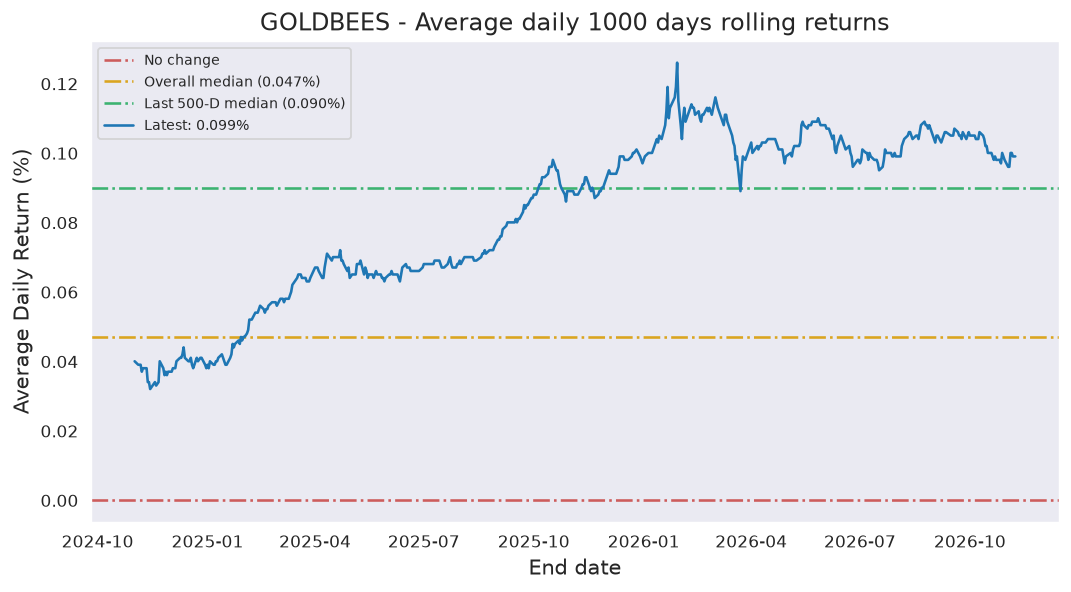 GOLDBEES - Average daily 1000 days rolling returns
No change
Overall median (0.047%)
Last 500-D median (0.090%)
Latest: 0.099%
Average Daily Return (%)
0.12
0.10
0.08
0.06
0.04
0.02
0.00
2024-10 2025-01 2025-04 2025-07 2025-10 2026-01 2026-04 2026-07 2026-10
End date